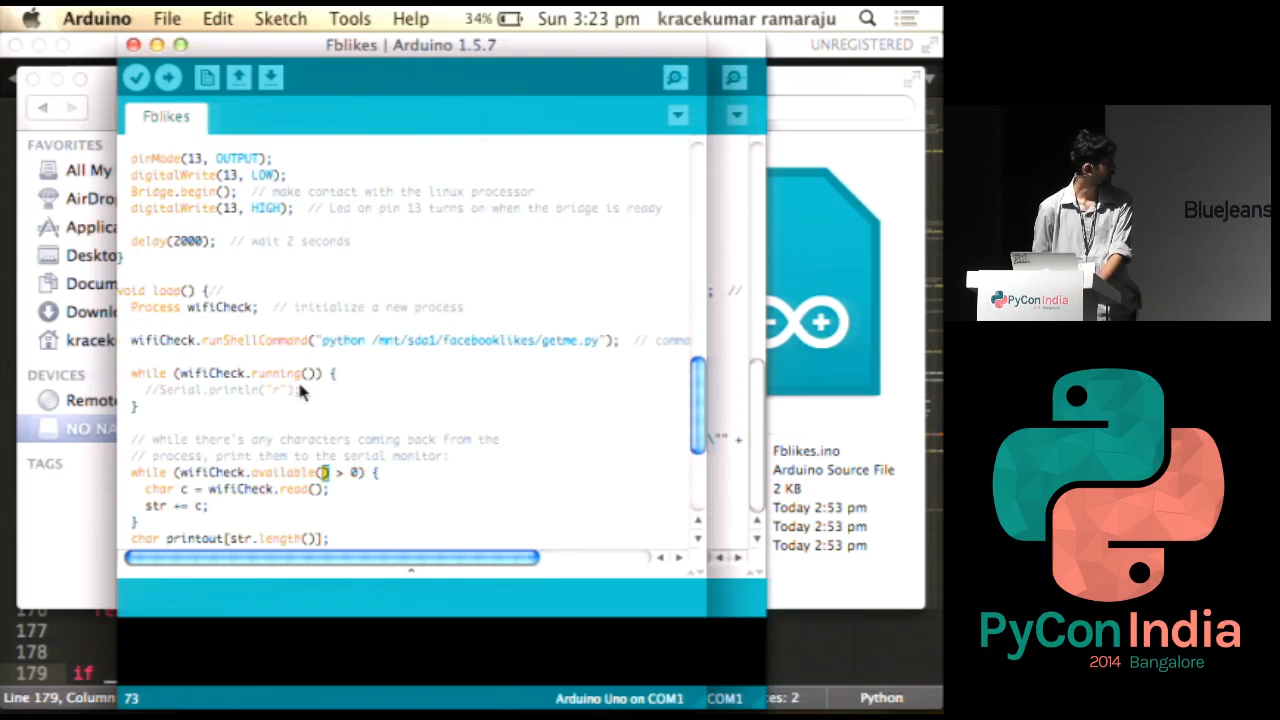 Arduino File Edit Sketch Tools Help 34% Sun 3:23 pm kracekumar ramaraju
Fblikes | Arduino 1.5.7
UNREGISTERED
Fblikes
FAVORITES
All My
AirDro
Applica
Deskto
Docum
Downlo
kraceku
DEVICES
Remote
NO NA
TAGS
pinMode(13, OUTPUT);
digitalWrite(13, LOW);
Bridge.begin(); // make contact with the linux processor
digitalWrite(13, HIGH); // Led on pin 13 turns on when the bridge is ready
delay(2000); // wait 2 seconds
}
void loop() {//
Process wifiCheck; // initialize a new process
wifiCheck.runShellCommand("python /mnt/sda1/facebooklikes/getme.py"); // comma
while (wifiCheck.running()) {
//Serial.println("r");
}
// while there's any characters coming back from the
// process, print them to the serial monitor:
while (wifiCheck.available() > 0) {
char c = wifiCheck.read();
str += c;
}
char printout[str.length()];
; //
\"" +
Fblikes.ino
Arduino Source File
2 KB
Today 2:53 pm
Today 2:53 pm
Today 2:53 pm
177
178
179 if _
Line 179, Column
73
Arduino Uno on COM1
COM1
es: 2
Python
BlueJeans
PyCon India
PyCon India
2014 Bangalore